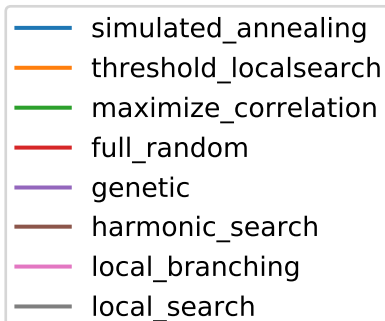 simulated_annealing
threshold_localsearch
maximize_correlation
full_random
genetic
harmonic_search
local_branching
local_search